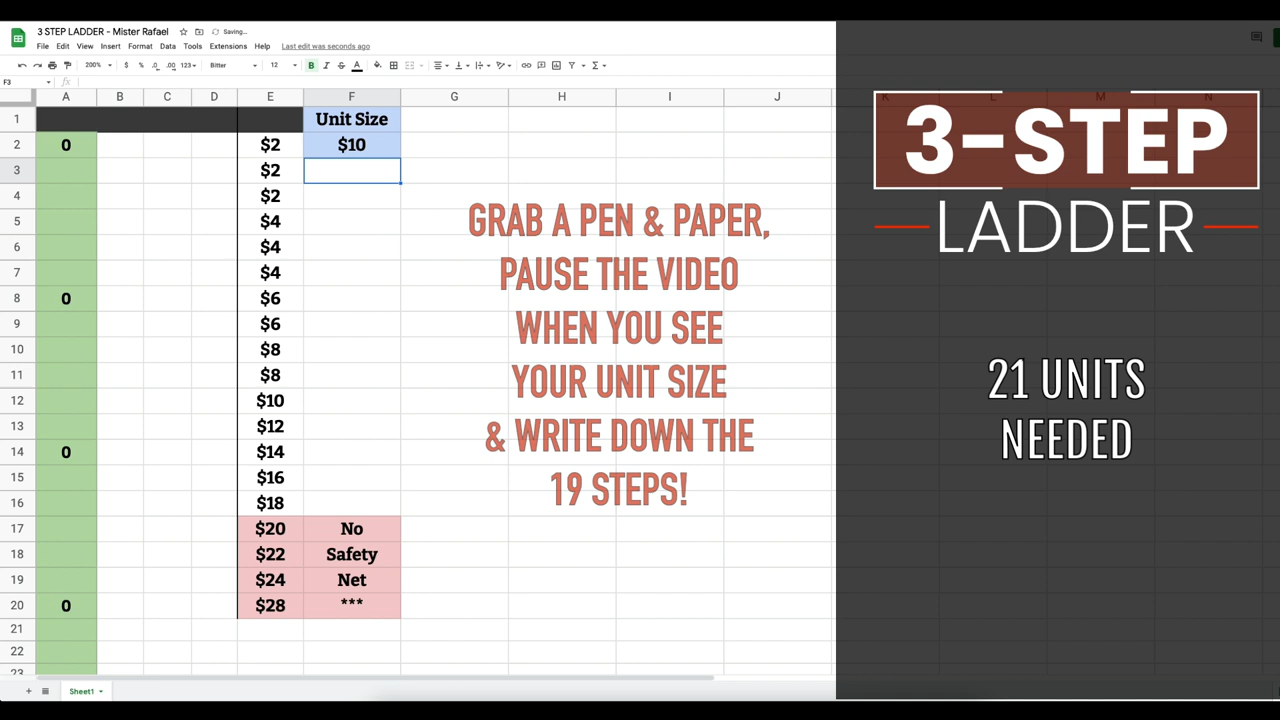 3 STEP LADDER - Mister Rafael
Saving...
File Edit View Insert Format Data Tools Extensions Help Last edit was seconds ago
200% $ % .0 .00 123 Bitter 12 B I S A
F3 fx
A B C D E F G H I J K L M N
1 Unit Size
2 0 $2 $10
3 $2
4 $2
5 $4
6 $4
7 $4
8 0 $6
9 $6
10 $8
11 $8
12 $10
13 $12
14 0 $14
15 $16
16 $18
17 $20 No
18 $22 Safety
19 $24 Net
20 0 $28 ***
21
22
23
GRAB A PEN & PAPER,
PAUSE THE VIDEO
WHEN YOU SEE
YOUR UNIT SIZE
& WRITE DOWN THE
19 STEPS!
3-STEP
LADDER
21 UNITS
NEEDED
Sheet1